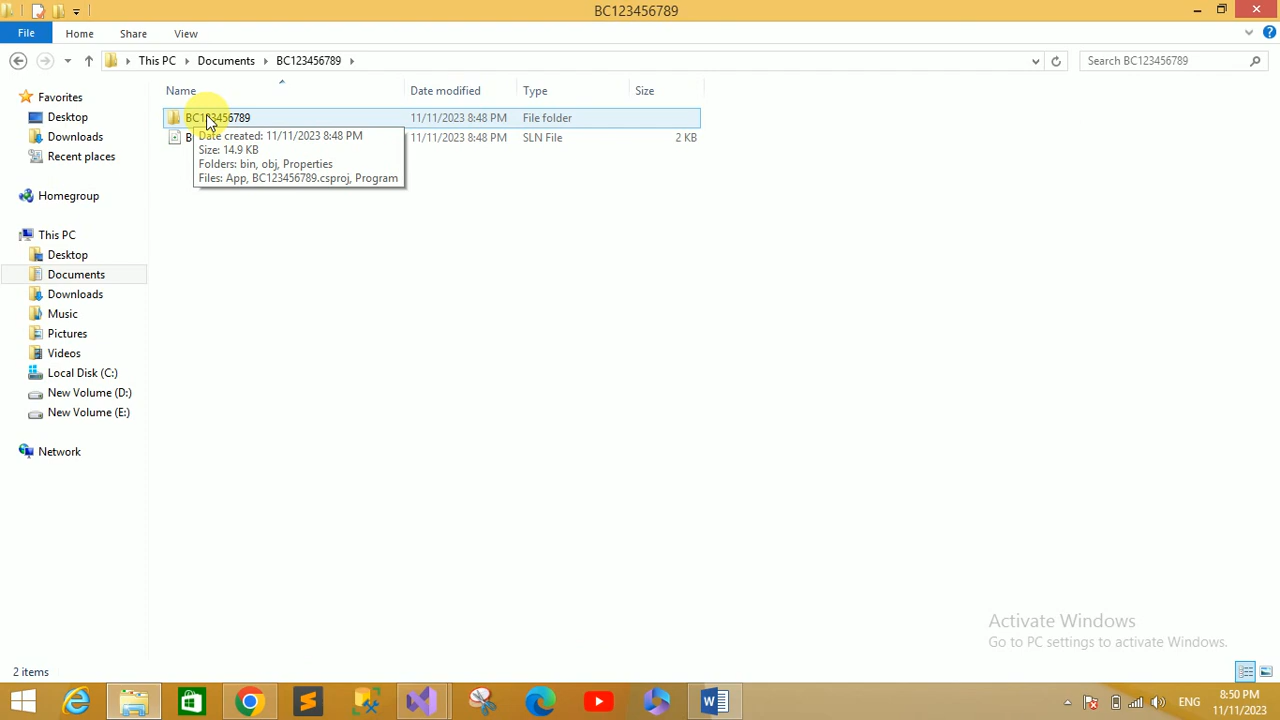 BC123456789
File Home Share View
This PC Documents BC123456789
Search BC123456789
Name Date modified Type Size
Favorites
Desktop
Downloads
Recent places
Homegroup
This PC
Desktop
Documents
Downloads
Music
Pictures
Videos
Local Disk (C:)
New Volume (D:)
New Volume (E:)
Network
BC123456789 11/11/2023 8:48 PM File folder
B 11/11/2023 8:48 PM SLN File 2 KB
Date created: 11/11/2023 8:48 PM
Size: 14.9 KB
Folders: bin, obj, Properties
Files: App, BC123456789.csproj, Program
Activate Windows
Go to PC settings to activate Windows.
2 items
ENG
8:50 PM
11/11/2023